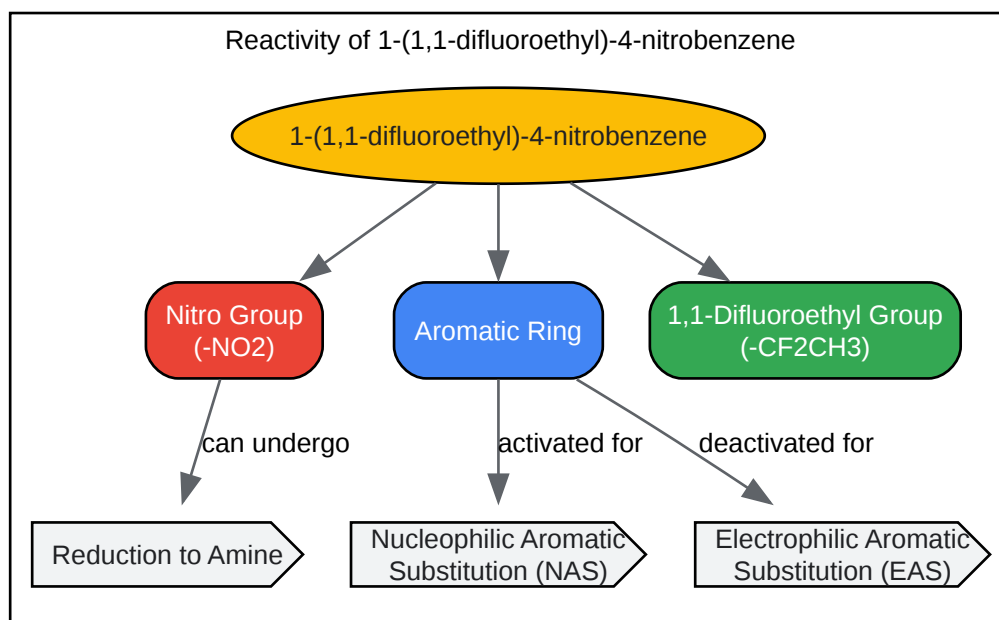 Reactivity of 1-(1,1-difluoroethyl)-4-nitrobenzene
1-(1,1-difluoroethyl)-4-nitrobenzene
Nitro Group
(-NO2)
Aromatic Ring
1,1-Difluoroethyl Group
(-CF2CH3)
can undergo
activated for
deactivated for
Reduction to Amine
Nucleophilic Aromatic
Substitution (NAS)
Electrophilic Aromatic
Substitution (EAS)